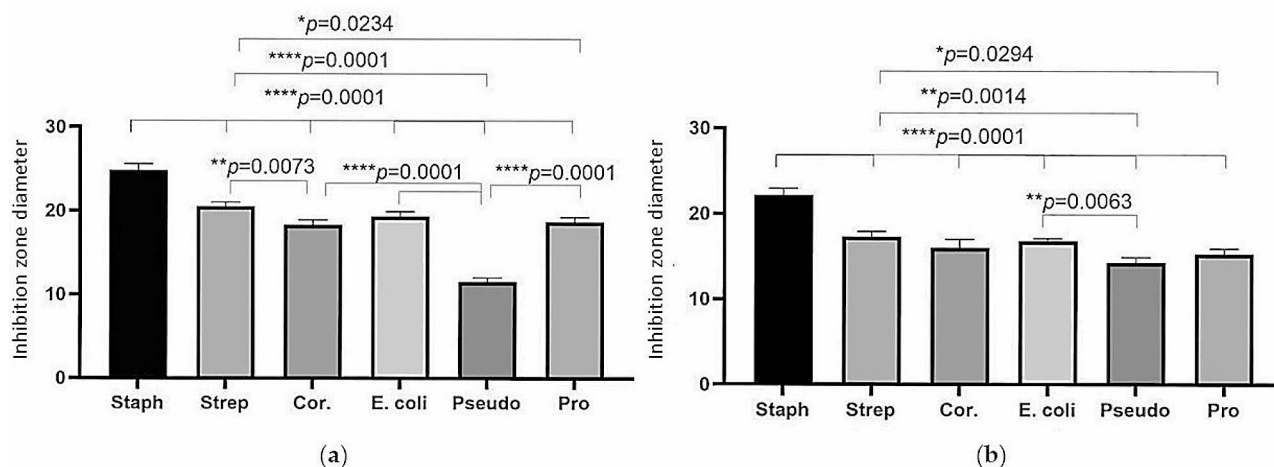 *p=0.0234
****p=0.0001
****p=0.0001
30
**p=0.0073
****p=0.0001
****p=0.0001
20
10
0
Inhibition zone diameter
Staph Strep Cor. E. coli Pseudo Pro
(a)
*p=0.0294
**p=0.0014
****p=0.0001
30
**p=0.0063
20
10
0
Inhibition zone diameter
Staph Strep Cor. E. coli Pseudo Pro
(b)